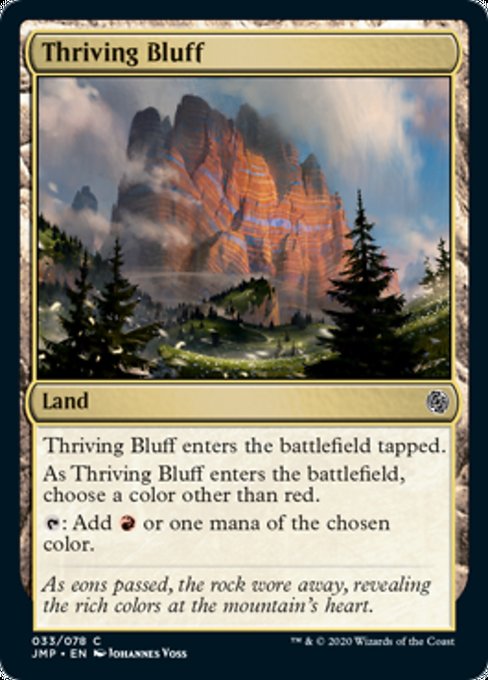 Thriving Bluff
Land
Thriving Bluff enters the battlefield tapped.
As Thriving Bluff enters the battlefield,
choose a color other than red.
: Add or one mana of the chosen
color.
As eons passed, the rock wore away, revealing
the rich colors at the mountain's heart.
033/078 C
JMP • EN Johannes Voss
™ & © 2020 Wizards of the Coast